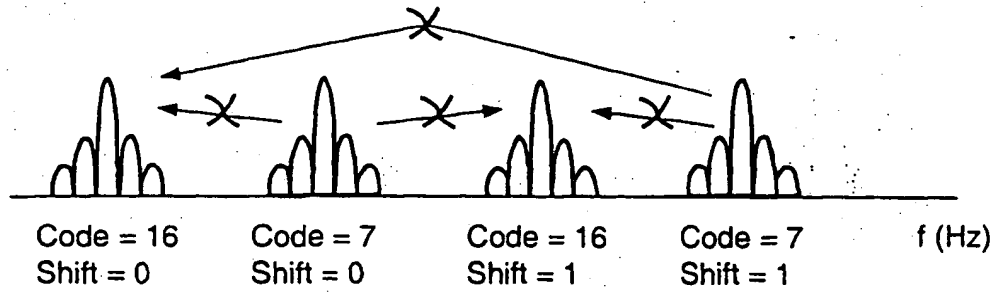 Code = 16 Code = 7 Code = 16 Code = 7 f (Hz)
Shift = 0 Shift = 0 Shift = 1 Shift = 1